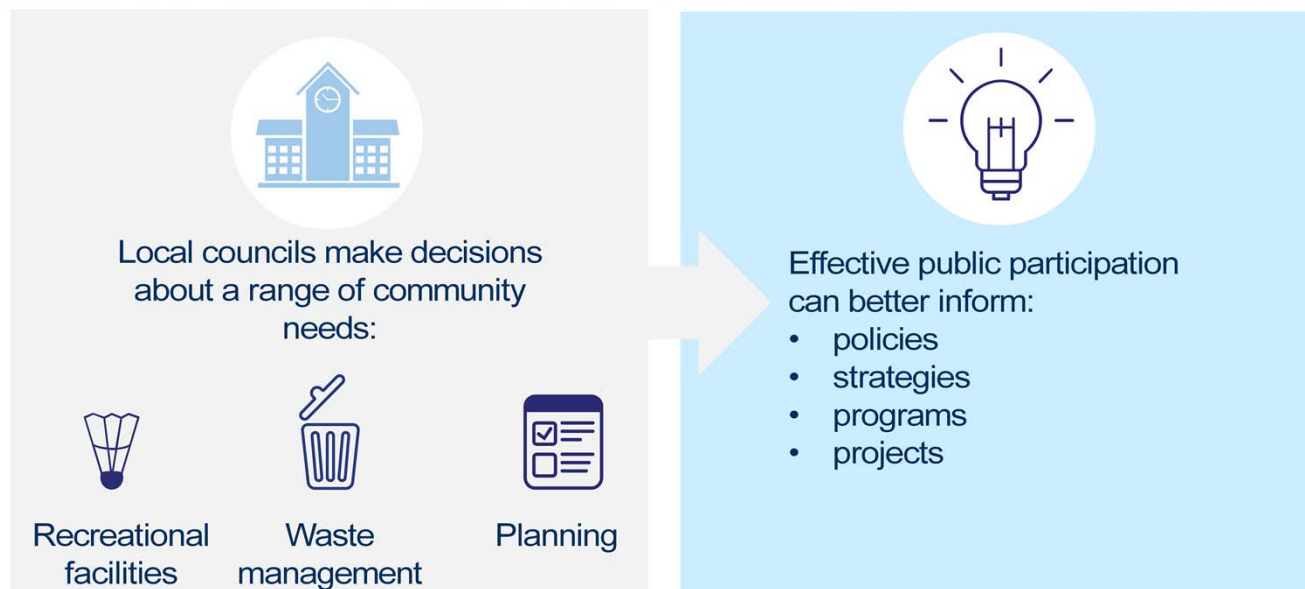 Local councils make decisions
about a range of community
needs:
Recreational
facilities
Waste
management
Planning
Effective public participation
can better inform:
• policies
• strategies
• programs
• projects